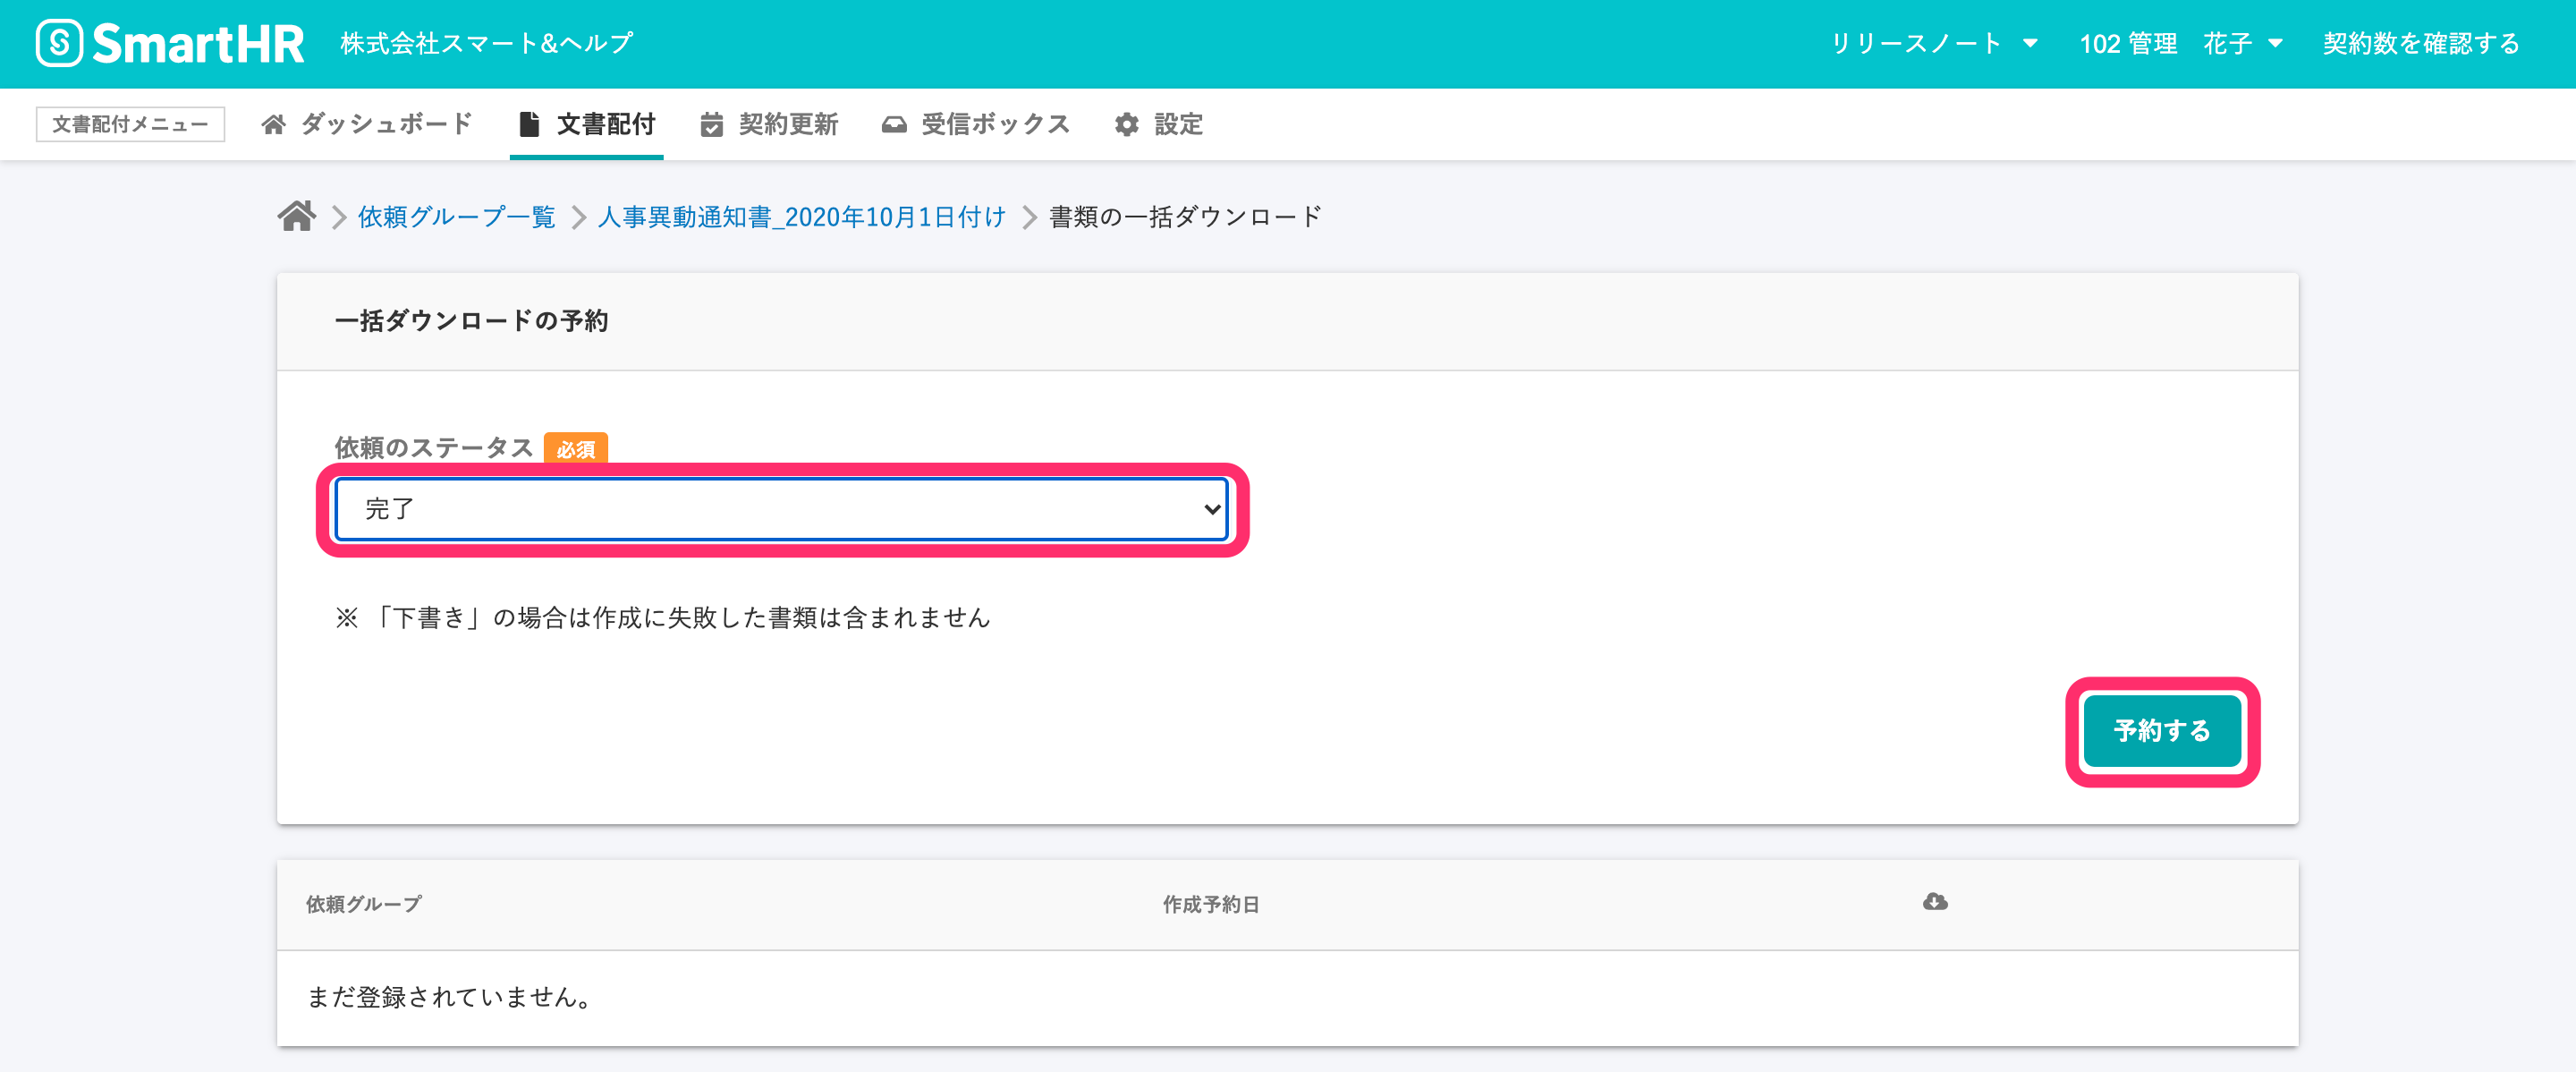 SmartHR 株式会社スマート&ヘルプ リリースノート 102 管理 花子 契約数を確認する
文書配付メニュー ダッシュボード 文書配付 契約更新 受信ボックス 設定
依頼グループ一覧 人事異動通知書_2020年10月1日付け 書類の一括ダウンロード
一括ダウンロードの予約
依頼のステータス 必須
完了
※ 「下書き」の場合は作成に失敗した書類は含まれません
予約する
依頼グループ 作成予約日
まだ登録されていません。